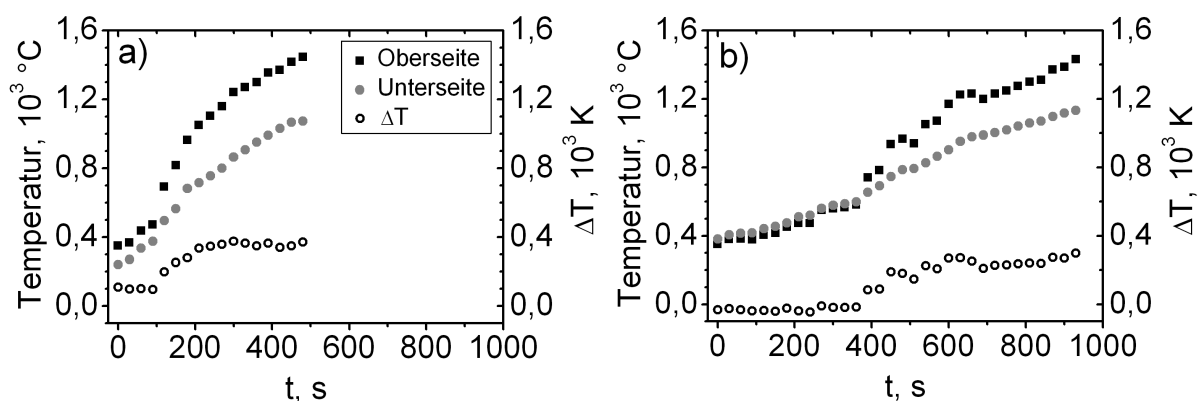 a)
Oberseite
Unterseite
ΔT
1,6
1,2
0,8
0,4
0,0
Temperatur, 10³ °C
1,6
1,2
0,8
0,4
0,0
ΔT, 10³ K
0 200 400 600 800 1000
t, s
b)
1,6
1,2
0,8
0,4
0,0
Temperatur, 10³ °C
1,6
1,2
0,8
0,4
0,0
ΔT, 10³ K
0 200 400 600 800 1000
t, s